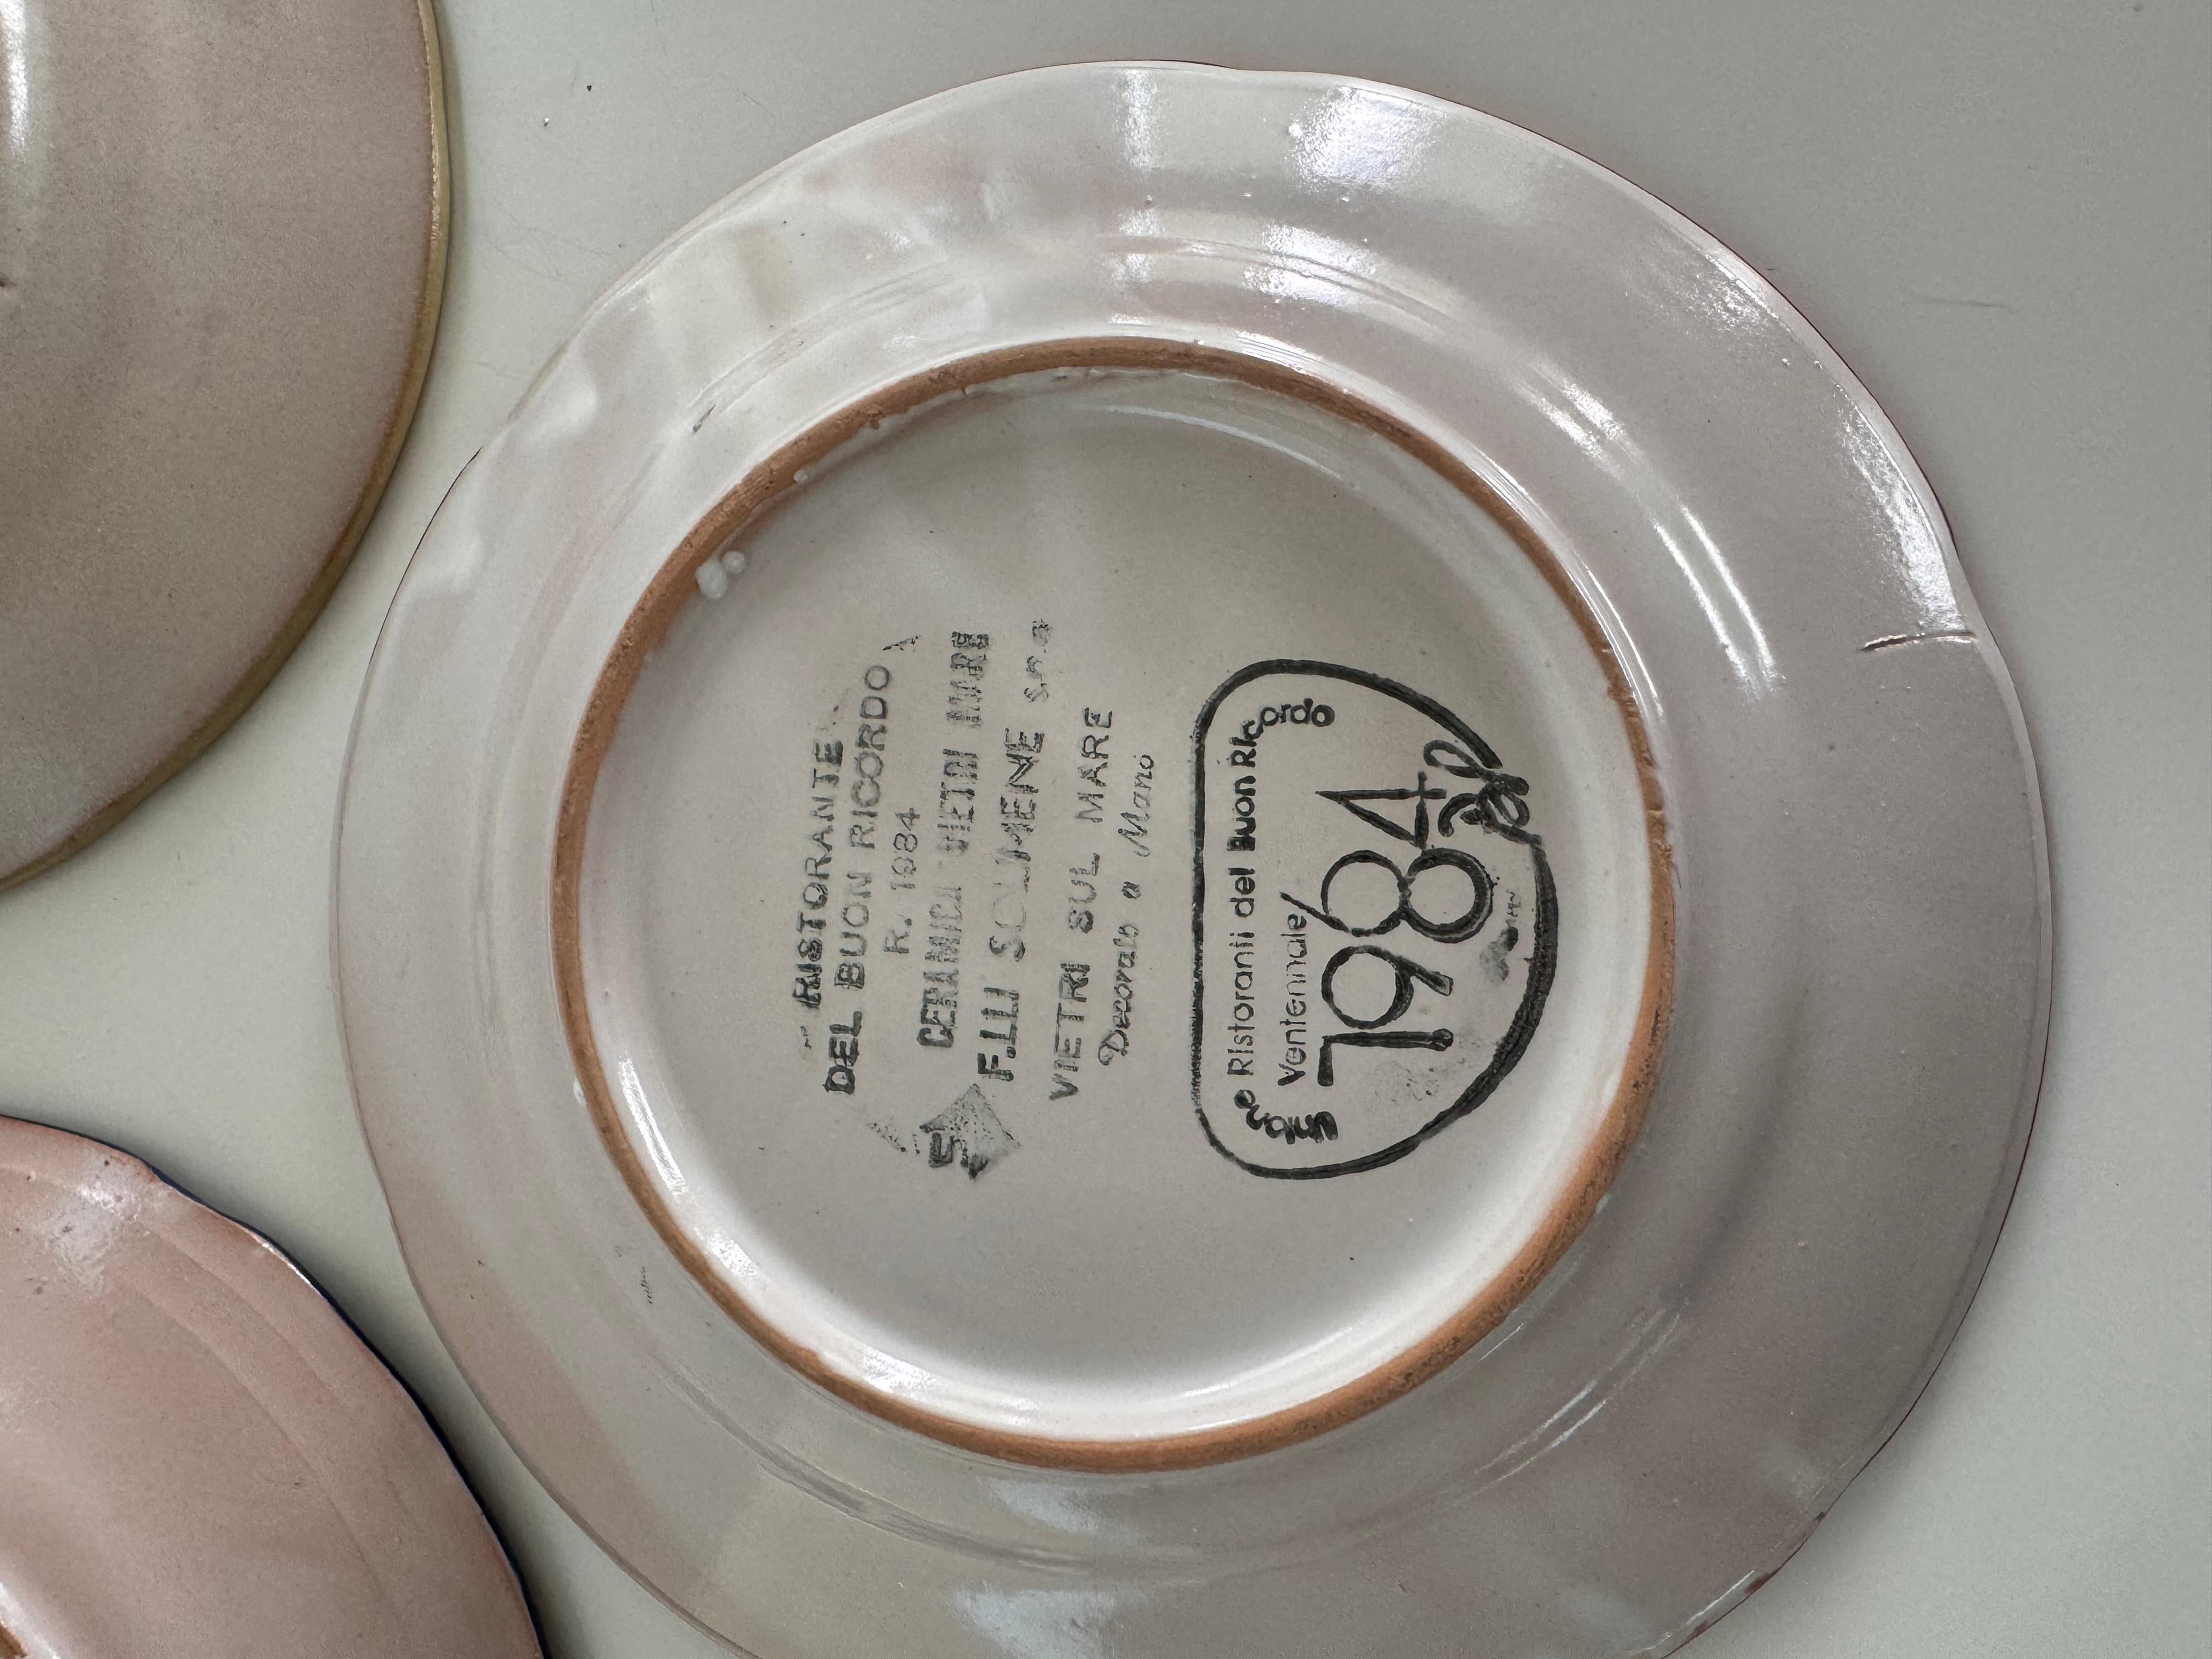 RISTORANTE
DEL BUON RICORDO
R. 1984
CERAMICA VIETRI MARE
F.LLI SOLIMENE s.n.c
VIETRI SUL MARE
Decorato a Mano
Ristoranti del Buon Ricordo
Ventennale
1984